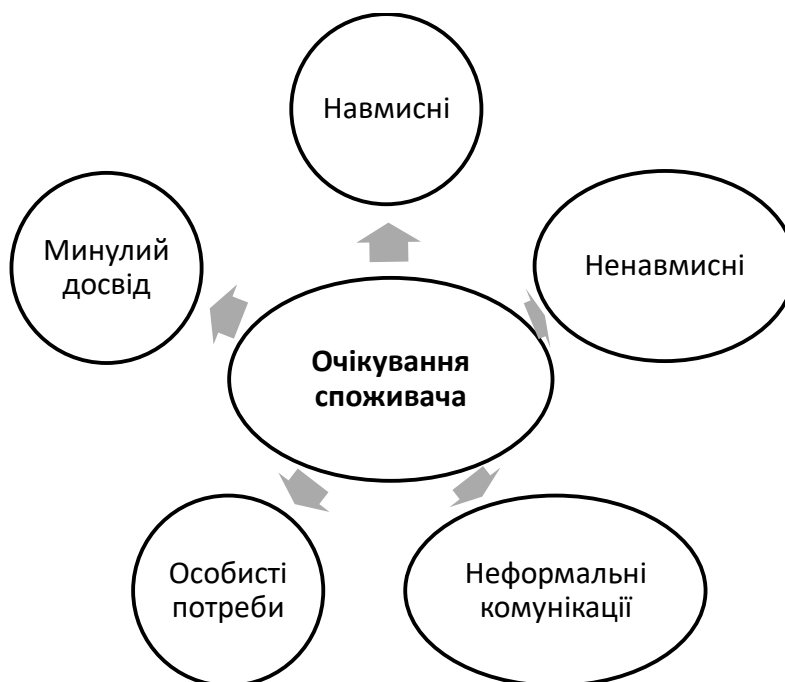 Навмисні
Минулий
досвід
Ненавмисні
Очікування
споживача
Особисті
потреби
Неформальні
комунікації